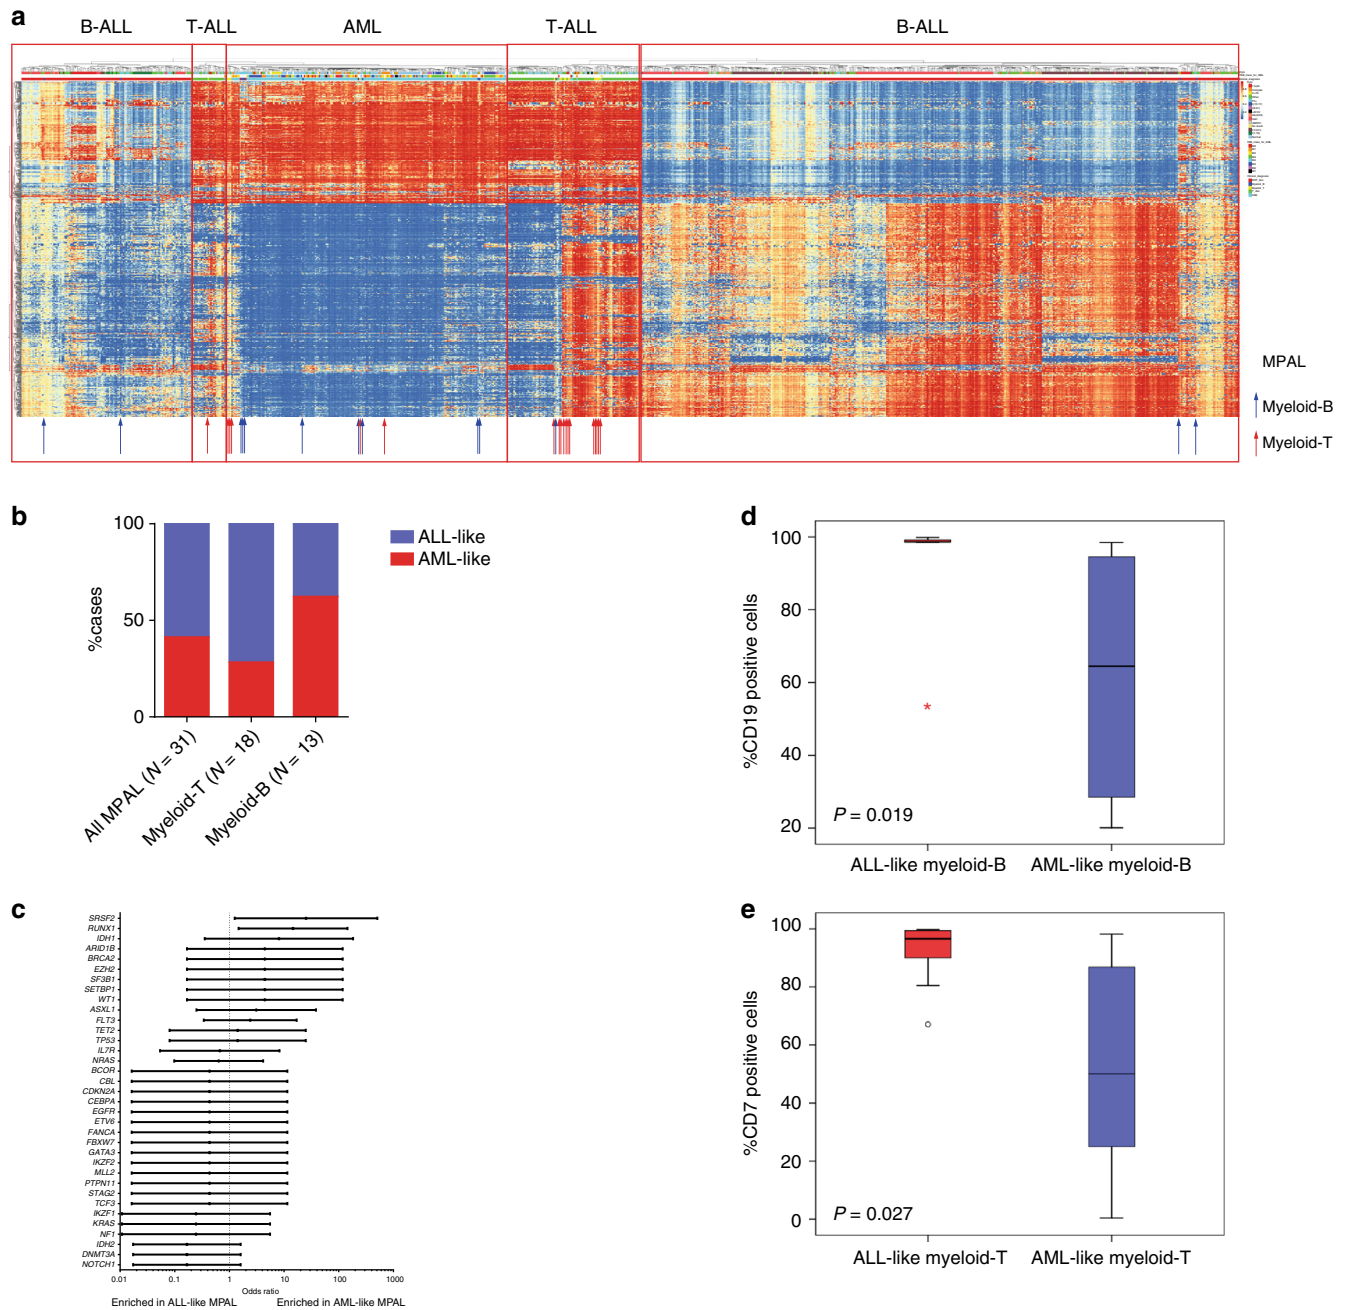 a
B-ALL
T-ALL
AML
T-ALL
B-ALL
MPAL
Myeloid-B
Myeloid-T
b
100
50
0
%cases
ALL-like
AML-like
All MPAL (N = 31)
Myeloid-T (N = 18)
Myeloid-B (N = 13)
c
SRSF2
RUNX1
IDH1
ARID1B
BRCA2
EZH2
SF3B1
SETBP1
WT1
ASXL1
FLT3
TET2
TP53
IL7R
NRAS
BCOR
CBL
CDKN2A
CEBPA
EGFR
ETV6
FANCA
FBXW7
GATA3
IKZF2
MLL2
PTPN11
STAG2
TCF3
IKZF1
KRAS
NF1
IDH2
DNMT3A
NOTCH1
0.01
0.1
1
10
100
1000
Odds ratio
Enriched in ALL-like MPAL
Enriched in AML-like MPAL
d
100
80
60
40
20
%CD19 positive cells
*
P = 0.019
ALL-like myeloid-B
AML-like myeloid-B
e
100
80
60
40
20
0
%CD7 positive cells
P = 0.027
ALL-like myeloid-T
AML-like myeloid-T